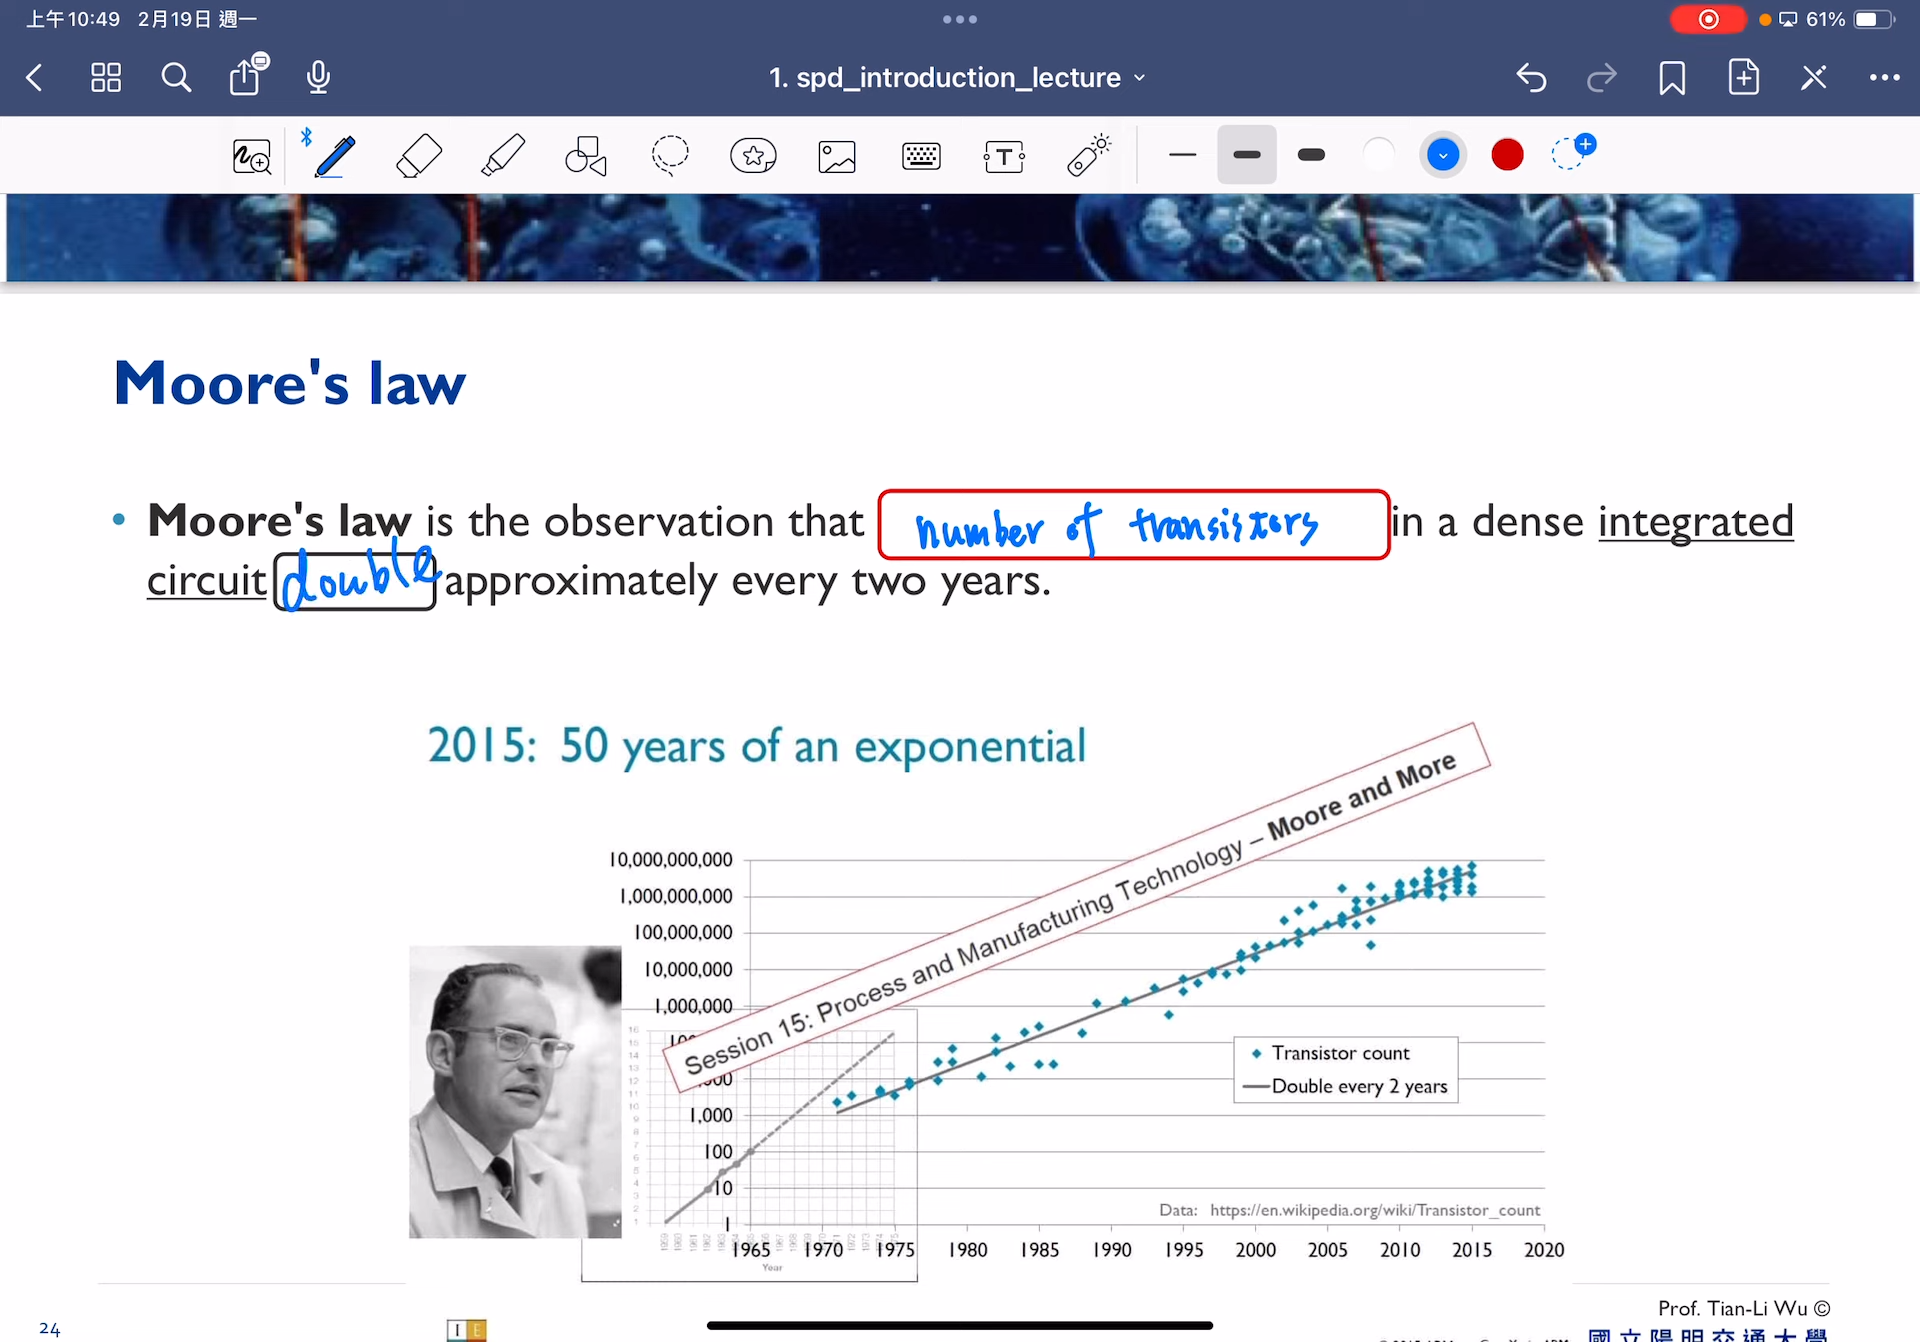 上午10:49 2月19日 週一
61%
1. spd_introduction_lecture
Moore's law
• Moore's law is the observation that number of transistors in a dense integrated
circuit double approximately every two years.
2015: 50 years of an exponential
Session 15: Process and Manufacturing Technology – Moore and More
10,000,000,000
1,000,000,000
100,000,000
10,000,000
1,000,000
1,000
100
10
1
Transistor count
Double every 2 years
Data: https://en.wikipedia.org/wiki/Transistor_count
1965 1970 1975 1980 1985 1990 1995 2000 2005 2010 2015 2020
Year
Prof. Tian-Li Wu ©
24
I E
國立陽明交通大學